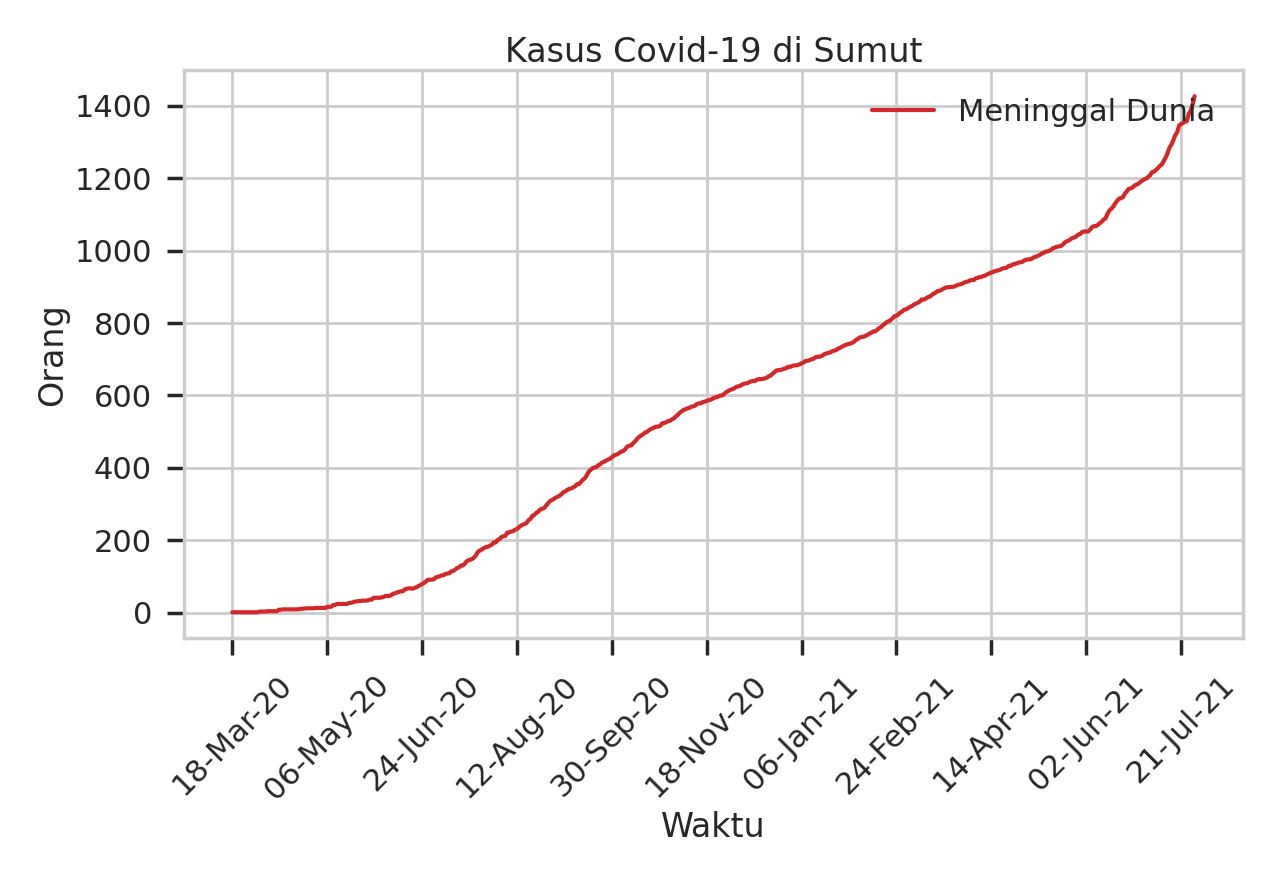 Kasus Covid-19 di Sumut
Meninggal Dunia
1400
1200
1000
800
600
400
200
0
Orang
18-Mar-20
06-May-20
24-Jun-20
12-Aug-20
30-Sep-20
18-Nov-20
06-Jan-21
24-Feb-21
14-Apr-21
02-Jun-21
21-Jul-21
Waktu